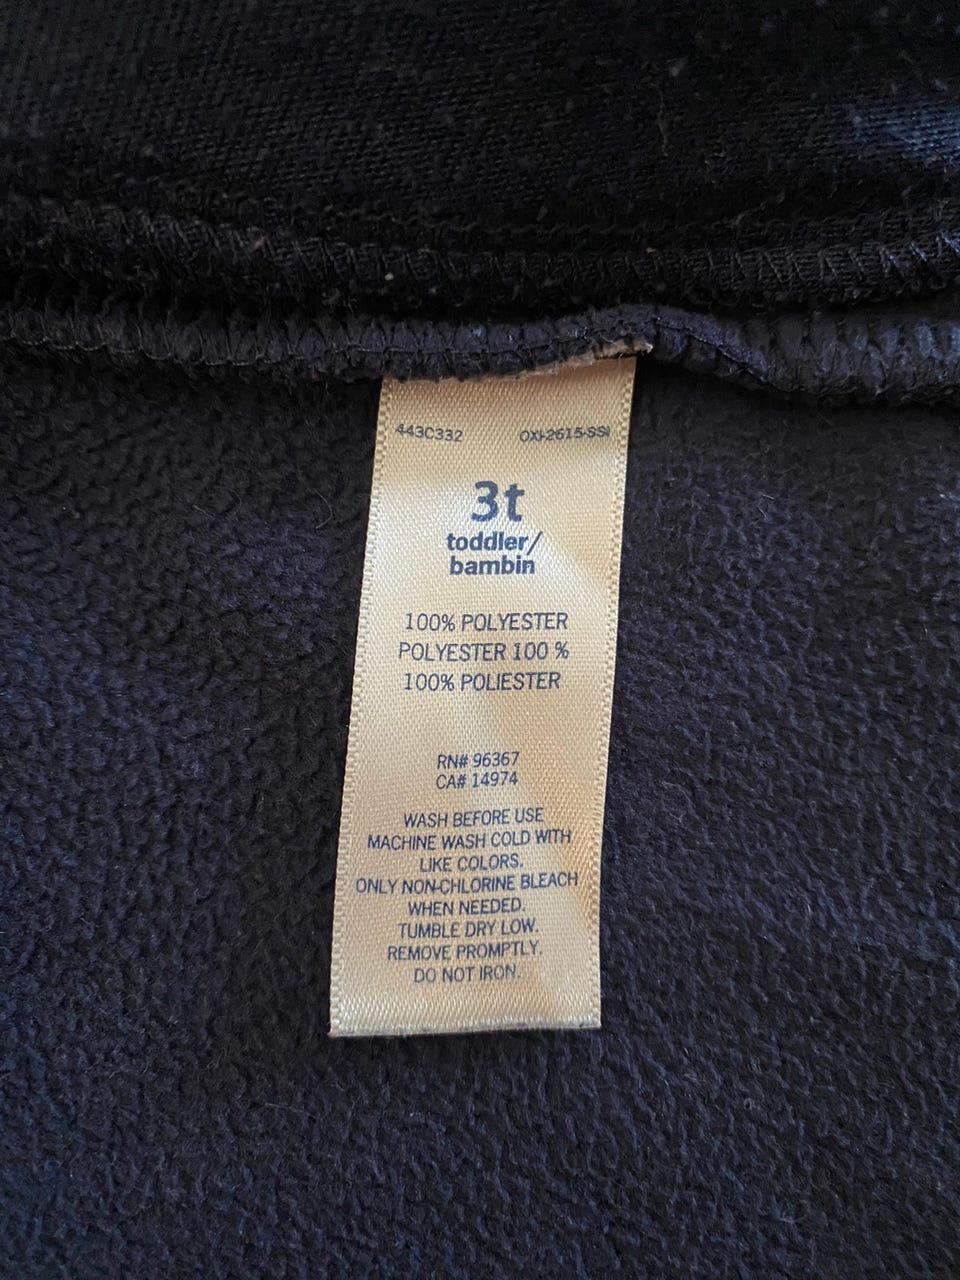 443C332 OXI-2615-SSI
3t
toddler/
bambin
100% POLYESTER
POLYESTER 100 %
100% POLIESTER
RN# 96367
CA# 14974
WASH BEFORE USE
MACHINE WASH COLD WITH
LIKE COLORS.
ONLY NON-CHLORINE BLEACH
WHEN NEEDED.
TUMBLE DRY LOW.
REMOVE PROMPTLY.
DO NOT IRON.